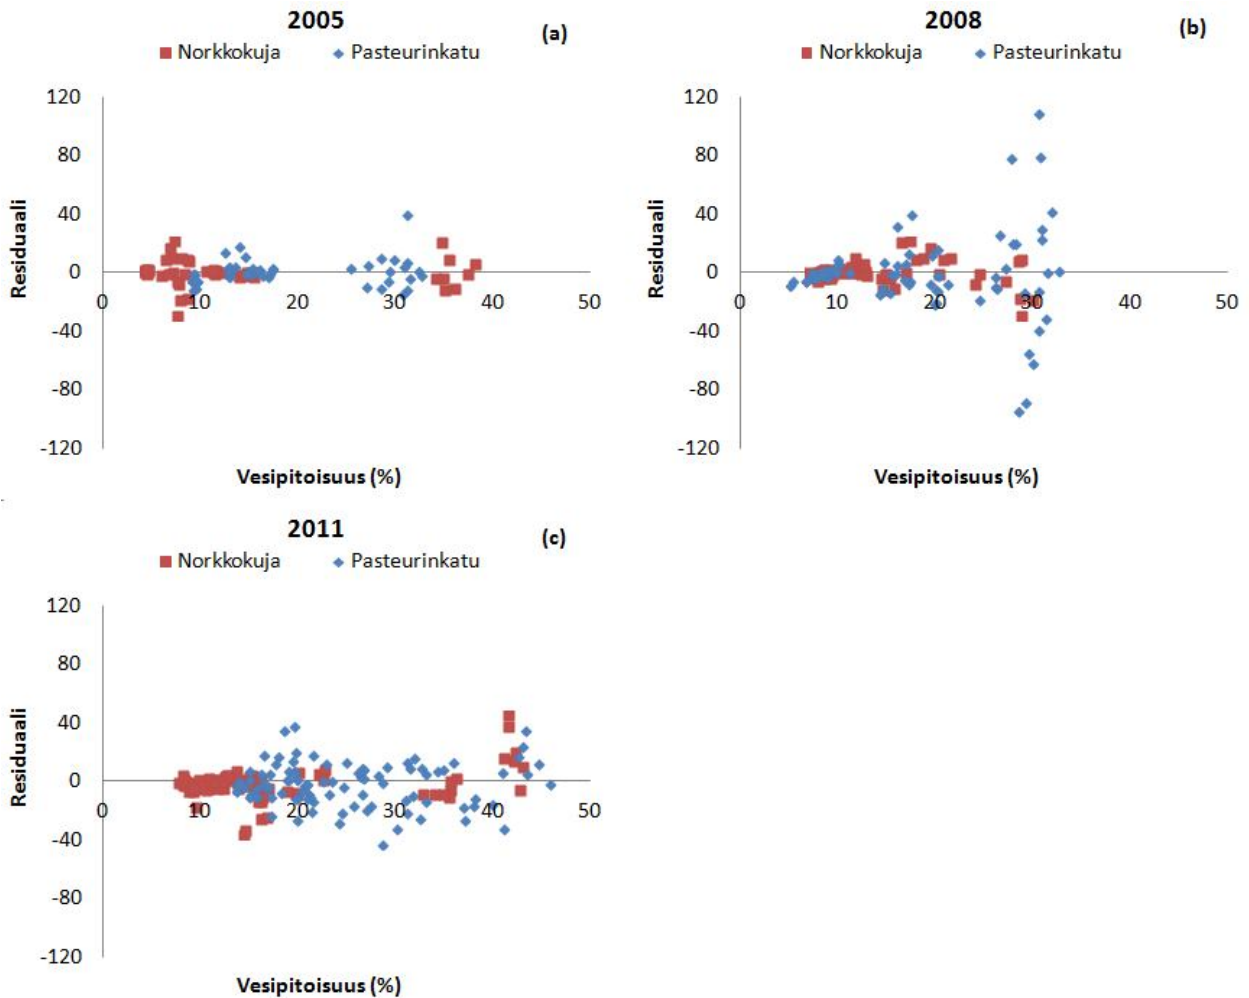 2005
(a)
Norkkokuja Pasteurinkatu
120
80
40
0
-40
-80
-120
0 10 20 30 40 50
Residuaali
Vesipitoisuus (%)
2008
(b)
Norkkokuja Pasteurinkatu
120
80
40
0
-40
-80
-120
0 10 20 30 40 50
Residuaali
Vesipitoisuus (%)
2011
(c)
Norkkokuja Pasteurinkatu
120
80
40
0
-40
-80
-120
0 10 20 30 40 50
Residuaali
Vesipitoisuus (%)